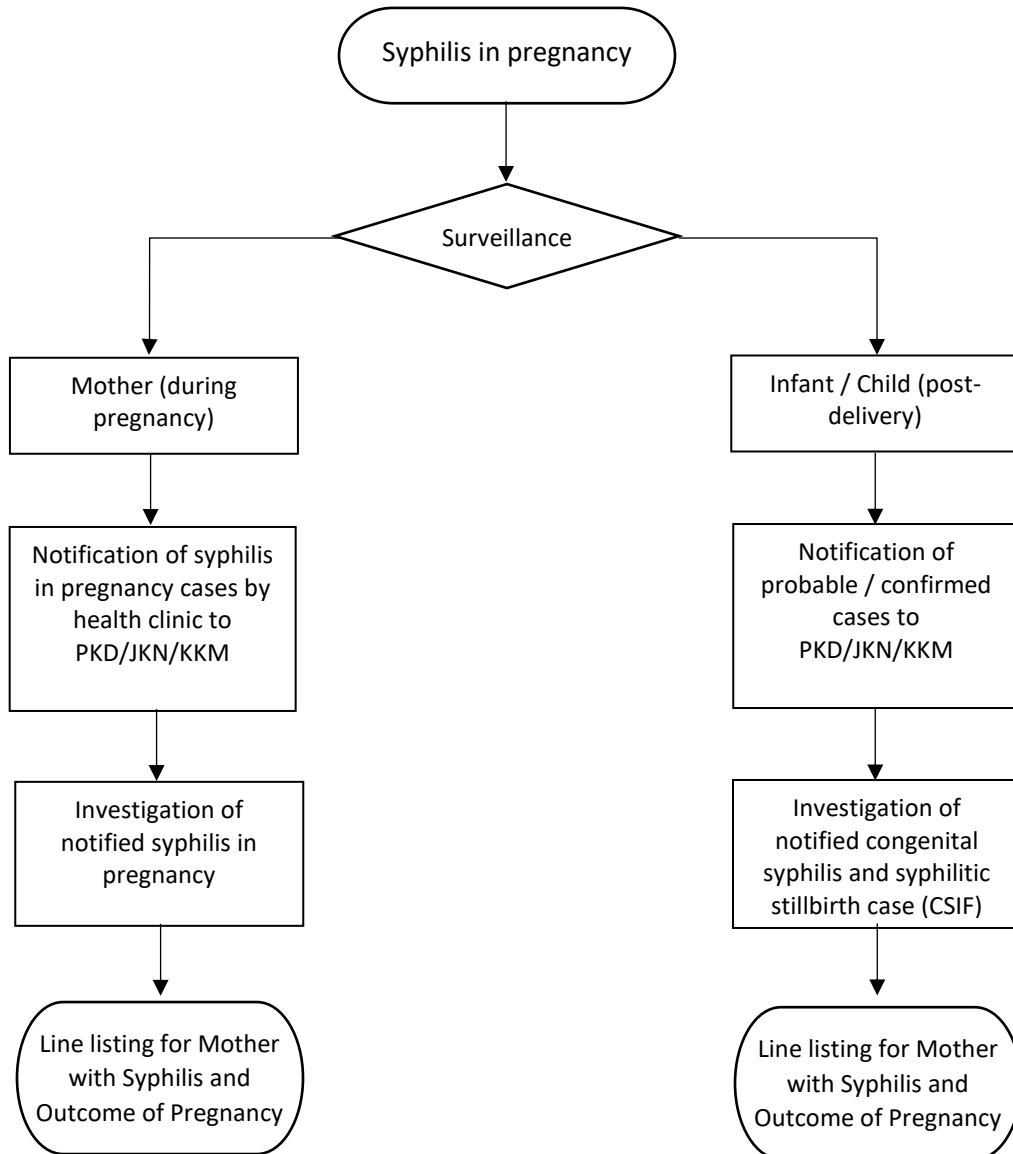 Syphilis in pregnancy
Surveillance
Mother (during
pregnancy)
Infant / Child (post-
delivery)
Notification of syphilis
in pregnancy cases by
health clinic to
PKD/JKN/KKM
Notification of
probable / confirmed
cases to
PKD/JKN/KKM
Investigation of
notified syphilis in
pregnancy
Investigation of
notified congenital
syphilis and syphilitic
stillbirth case (CSIF)
Line listing for Mother
with Syphilis and
Outcome of Pregnancy
Line listing for Mother
with Syphilis and
Outcome of Pregnancy